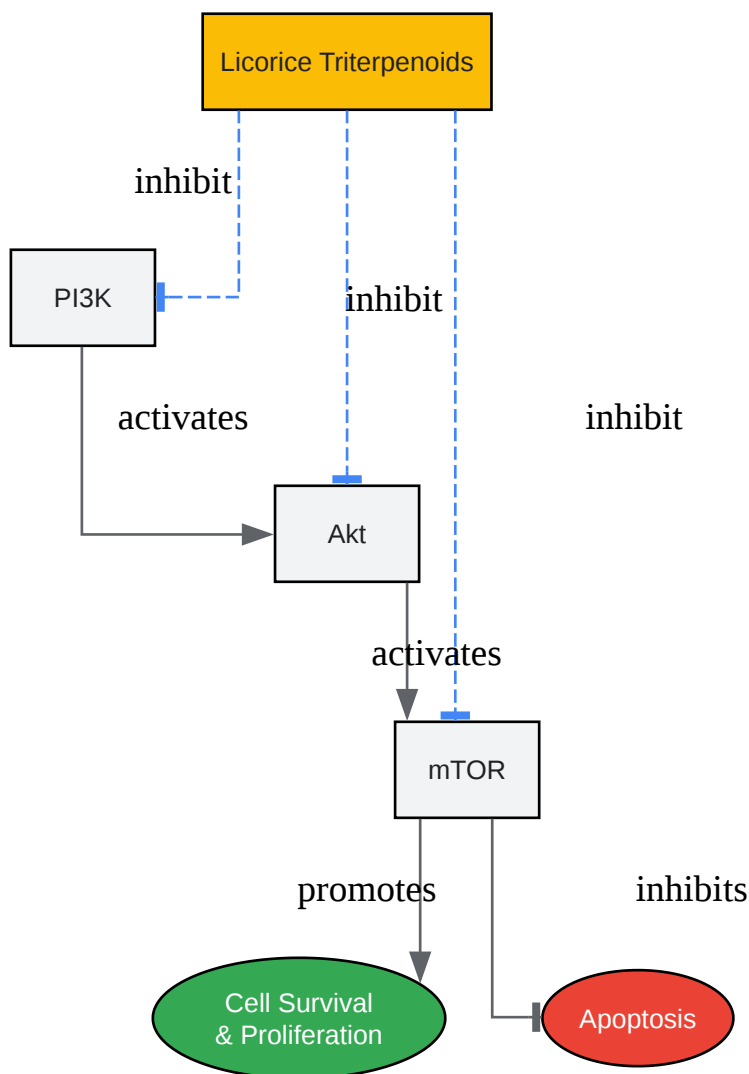 Licorice Triterpenoids
inhibit
PI3K
inhibit
activates
inhibit
Akt
activates
mTOR
promotes
inhibits
Cell Survival
& Proliferation
Apoptosis